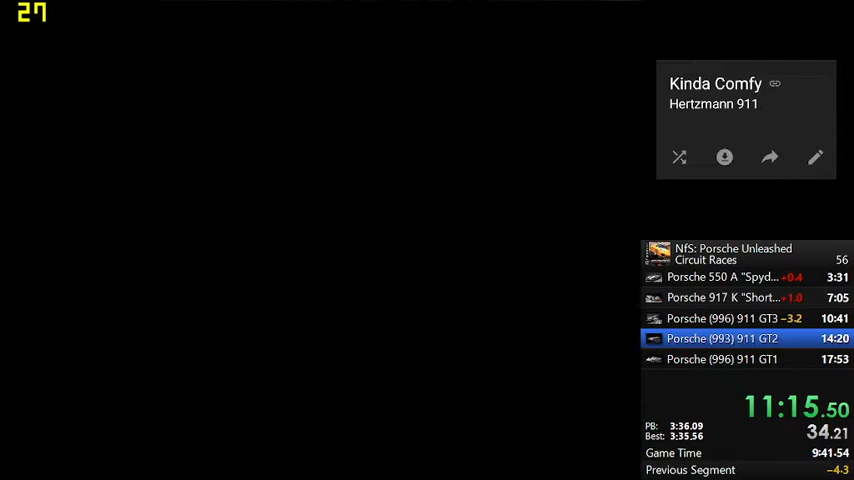 27
Kinda Comfy
Hertzmann 911
NfS: Porsche Unleashed
Circuit Races 56
Porsche 550 A "Spyd... +0.4 3:31
Porsche 917 K "Short... +1.0 7:05
Porsche (996) 911 GT3 −3.2 10:41
Porsche (993) 911 GT2 14:20
Porsche (996) 911 GT1 17:53
11:15.50
PB: 3:36.09
Best: 3:35.56
34.21
Game Time 9:41.54
Previous Segment −4.3